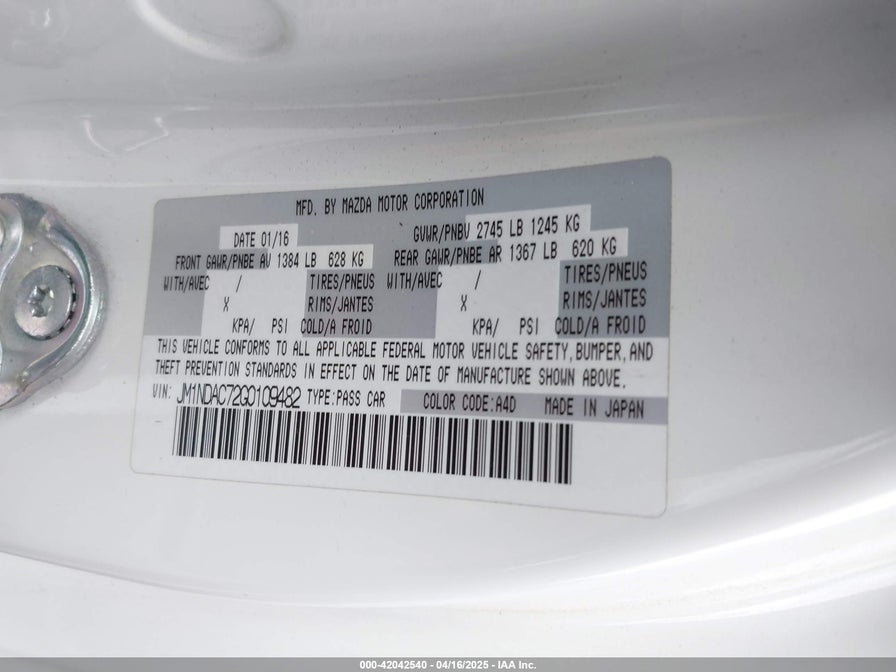 MFD. BY MAZDA MOTOR CORPORATION
DATE 01/16 GVWR/PNBV 2745 LB 1245 KG
FRONT GAWR/PNBE AV 1384 LB 628 KG REAR GAWR/PNBE AR 1367 LB 620 KG
WITH/AVEC / TIRES/PNEUS WITH/AVEC / TIRES/PNEUS
X RIMS/JANTES X RIMS/JANTES
KPA/ PSI COLD/A FROID KPA/ PSI COLD/A FROID
THIS VEHICLE CONFORMS TO ALL APPLICABLE FEDERAL MOTOR VEHICLE SAFETY, BUMPER, AND
THEFT PREVENTION STANDARDS IN EFFECT ON THE DATE OF MANUFACTURE SHOWN ABOVE.
VIN: JM1NDAC72G0109482 TYPE:PASS CAR COLOR CODE:A4D MADE IN JAPAN
000-42042540 - 04/16/2025 - IAA Inc.